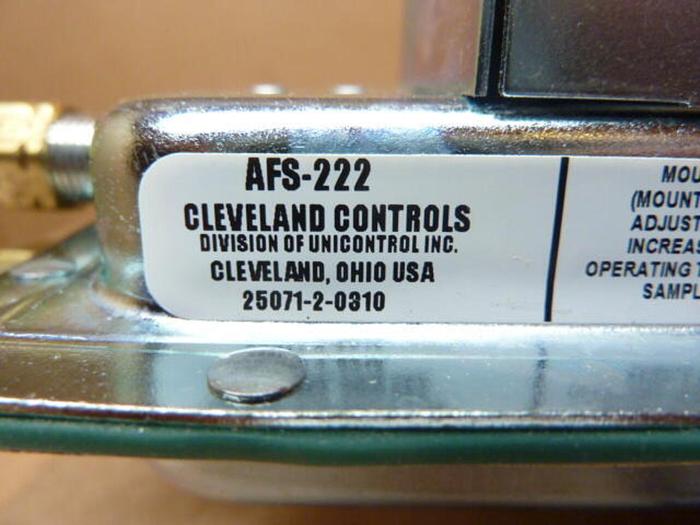 AFS-222
CLEVELAND CONTROLS
DIVISION OF UNICONTROL INC.
CLEVELAND, OHIO USA
25071-2-0310
MOU
(MOUNT
ADJUST
INCREAS
OPERATING T
SAMPL